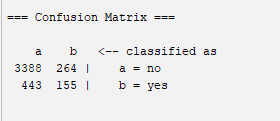 === Confusion Matrix ===
a b <-- classified as
3388 264 | a = no
443 155 | b = yes